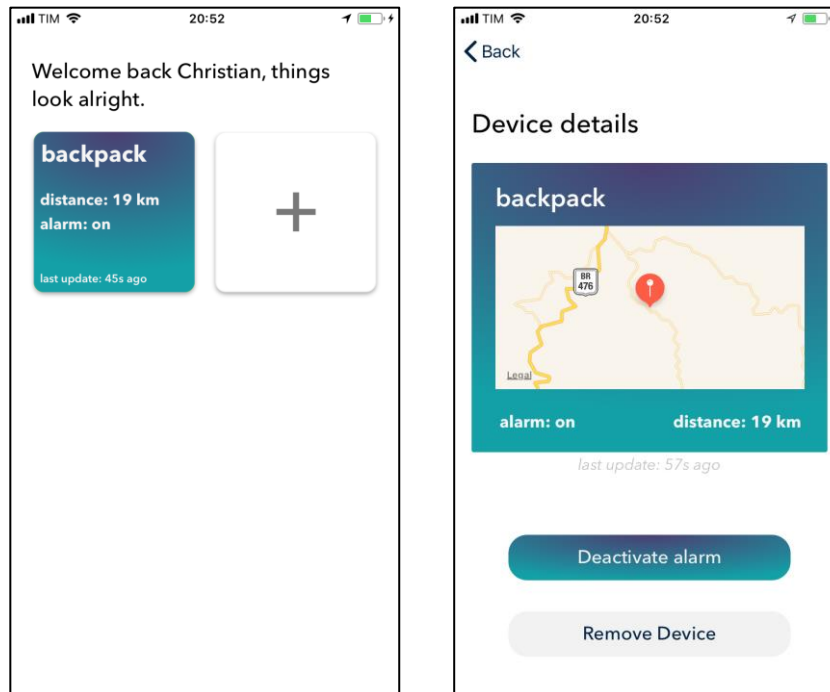 TIM 20:52
Welcome back Christian, things
look alright.
backpack
distance: 19 km
alarm: on
last update: 45s ago
TIM 20:52
Back
Device details
backpack
BR
476
Legal
alarm: on distance: 19 km
last update: 57s ago
Deactivate alarm
Remove Device